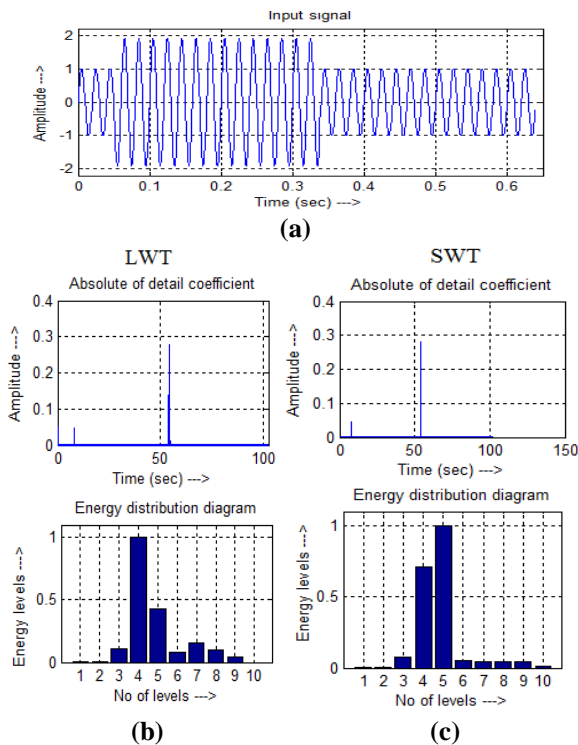 Input signal
Amplitude --->
2
1
0
-1
-2
0 0.1 0.2 0.3 0.4 0.5 0.6
Time (sec) --->
(a)
LWT
Absolute of detail coefficient
Amplitude --->
0.4
0.3
0.2
0.1
0
0 50 100
Time (sec) --->
Energy distribution diagram
Energy levels --->
1
0.5
0
1 2 3 4 5 6 7 8 9 10
No of levels --->
(b)
SWT
Absolute of detail coefficient
Amplitude --->
0.4
0.3
0.2
0.1
0
0 50 100 150
Time (sec) --->
Energy distribution diagram
Energy levels --->
1
0.5
0
1 2 3 4 5 6 7 8 9 10
No of levels --->
(c)